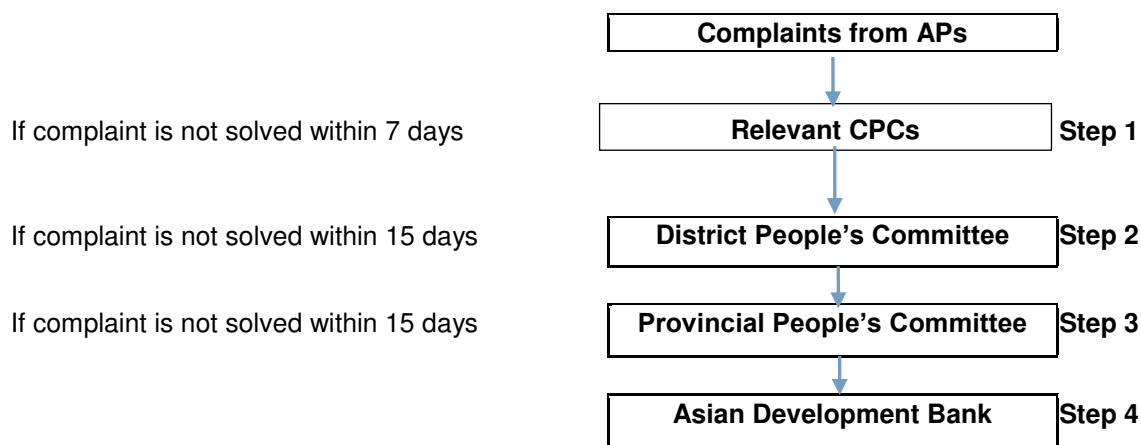 Complaints from APs
If complaint is not solved within 7 days Relevant CPCs Step 1
If complaint is not solved within 15 days District People’s Committee Step 2
If complaint is not solved within 15 days Provincial People’s Committee Step 3
Asian Development Bank Step 4